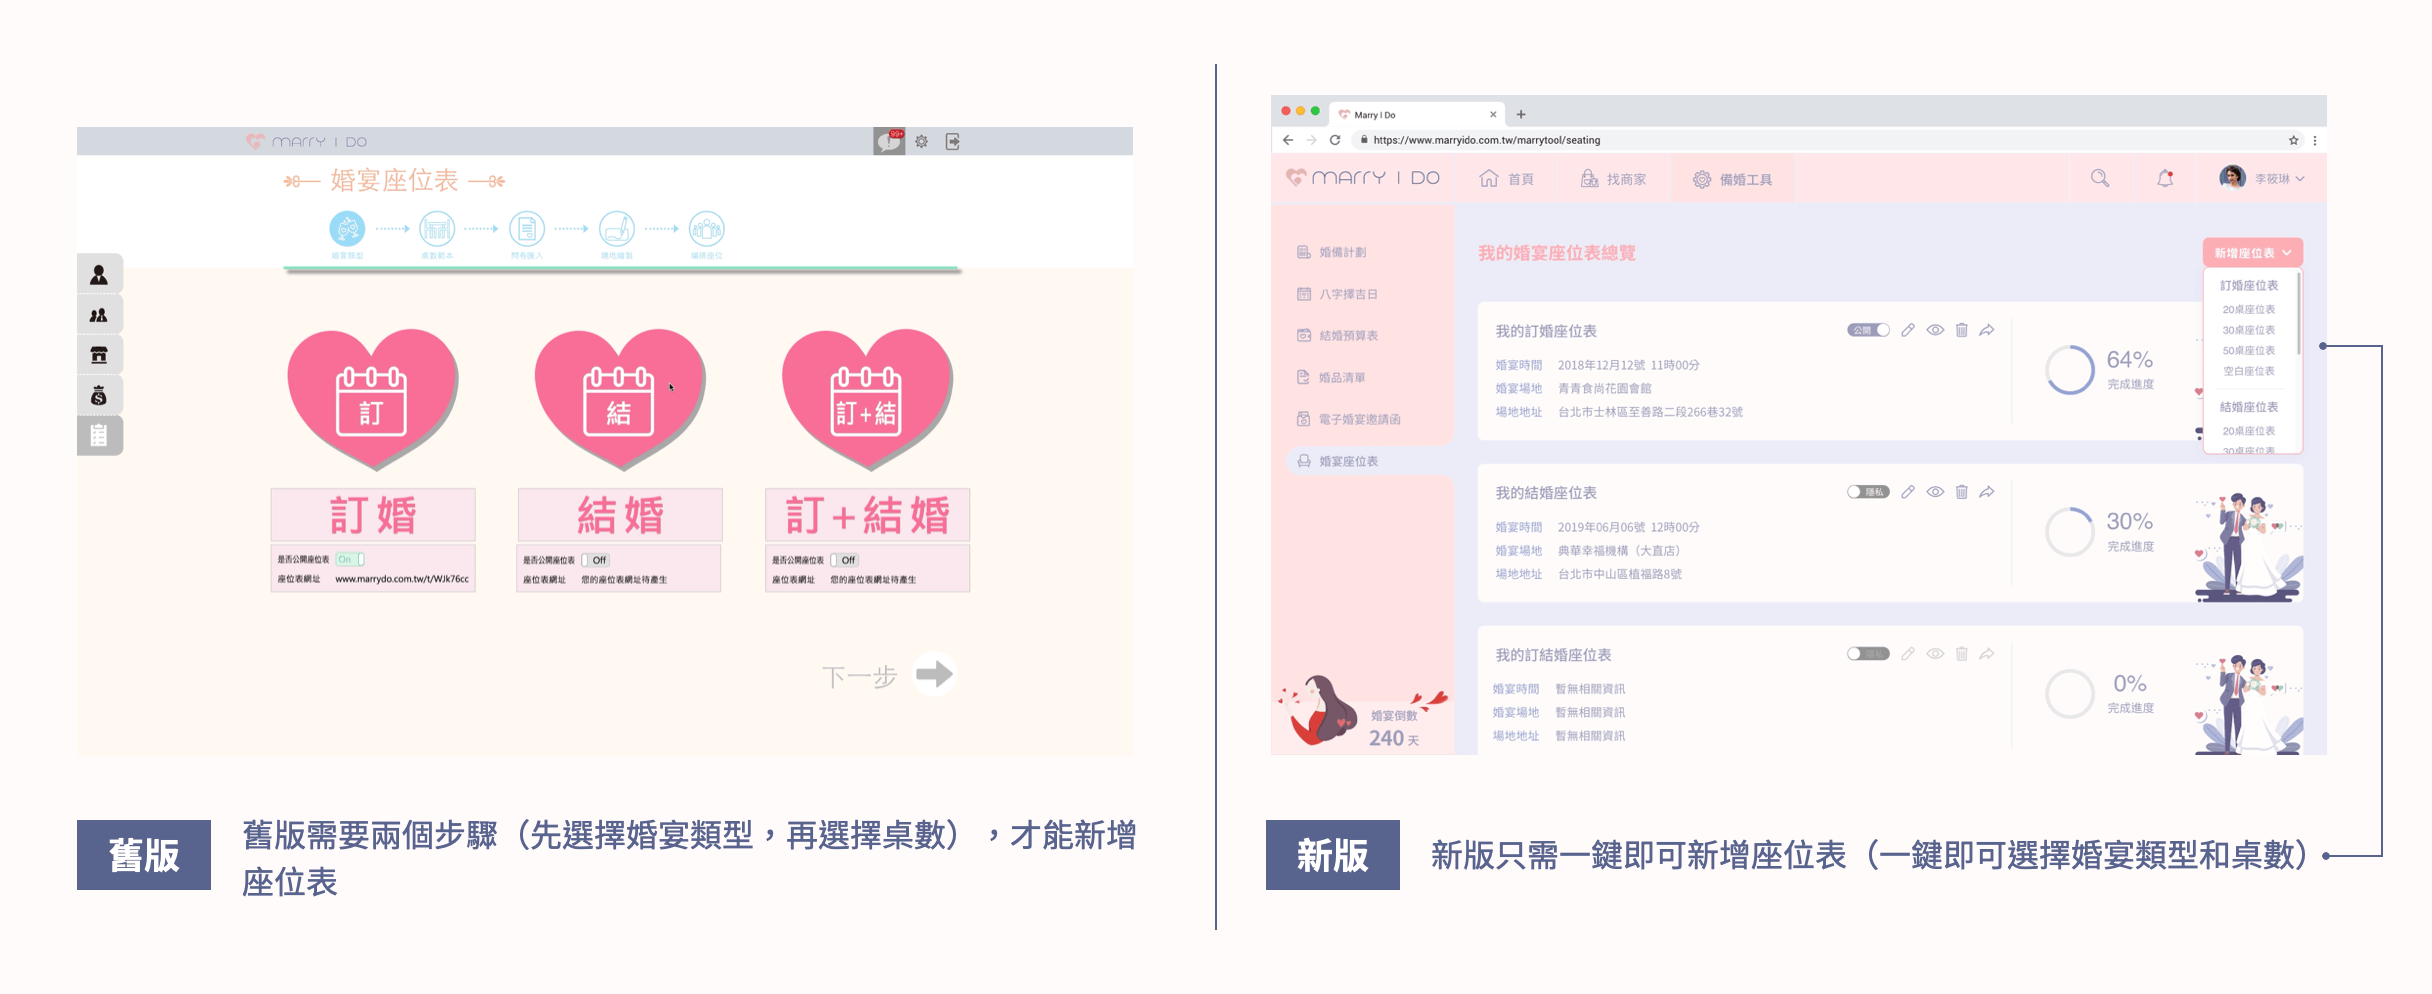 MARRY I DO
99+
婚宴座位表
婚宴類型
桌數範本
問卷匯入
場地繪製
編排座位
訂
結
訂+結
訂婚
結婚
訂+結婚
是否公開座位表 On
座位表網址 www.marrydo.com.tw/t/WJk76cc
是否公開座位表 Off
座位表網址 您的座位表網址待產生
是否公開座位表 Off
座位表網址 您的座位表網址待產生
下一步
舊版
舊版需要兩個步驟（先選擇婚宴類型，再選擇桌數），才能新增
座位表
Marry I Do
https://www.marryido.com.tw/marrytool/seating
MARRY I DO
首頁
找商家
備婚工具
李筱琳
婚備計劃
八字擇吉日
結婚預算表
婚品清單
電子婚宴邀請函
婚宴座位表
婚宴倒數
240 天
我的婚宴座位表總覽
新增座位表
訂婚座位表
20桌座位表
30桌座位表
50桌座位表
空白座位表
結婚座位表
20桌座位表
30桌座位表
我的訂婚座位表
公開
婚宴時間 2018年12月12號 11時00分
婚宴場地 青青食尚花園會館
場地地址 台北市士林區至善路二段266巷32號
64%
完成進度
我的結婚座位表
隱私
婚宴時間 2019年06月06號 12時00分
婚宴場地 典華幸福機構（大直店）
場地地址 台北市中山區植福路8號
30%
完成進度
我的訂結婚座位表
隱私
婚宴時間 暫無相關資訊
婚宴場地 暫無相關資訊
場地地址 暫無相關資訊
0%
完成進度
新版
新版只需一鍵即可新增座位表（一鍵即可選擇婚宴類型和桌數）